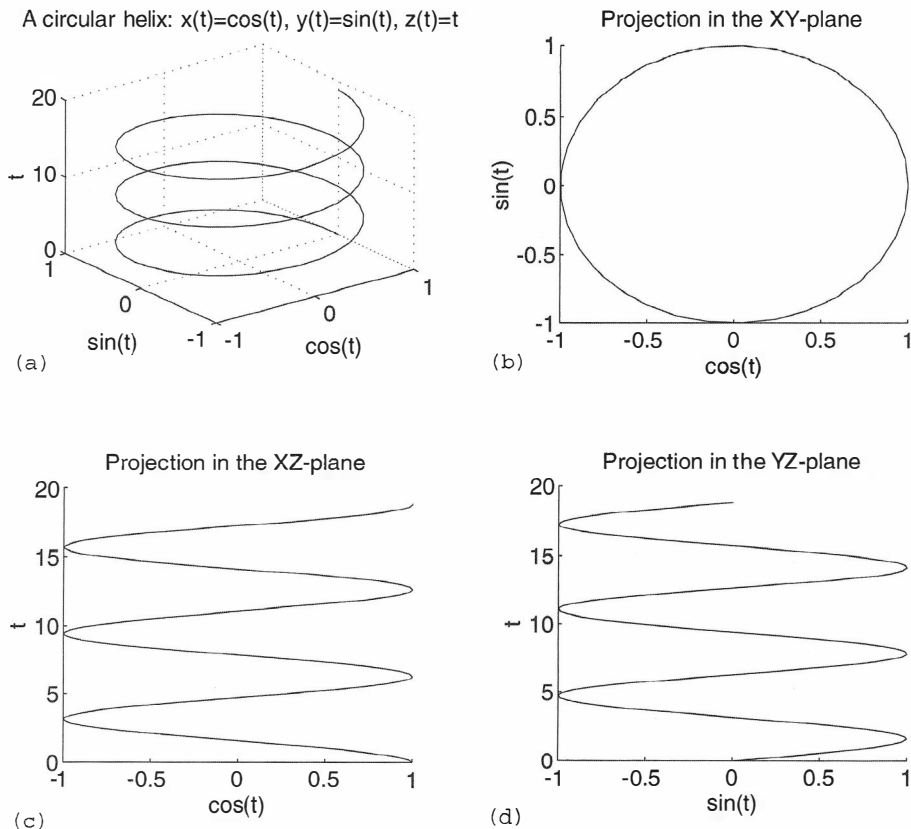 A circular helix: x(t)=cos(t), y(t)=sin(t), z(t)=t
20
10
0
t
1
0
-1
sin(t)
-1
0
1
cos(t)
(a)
Projection in the XY-plane
1
0.5
0
-0.5
-1
sin(t)
-1 -0.5 0 0.5 1
cos(t)
(b)
Projection in the XZ-plane
20
15
10
5
0
t
-1 -0.5 0 0.5 1
cos(t)
(c)
Projection in the YZ-plane
20
15
10
5
0
t
-1 -0.5 0 0.5 1
sin(t)
(d)